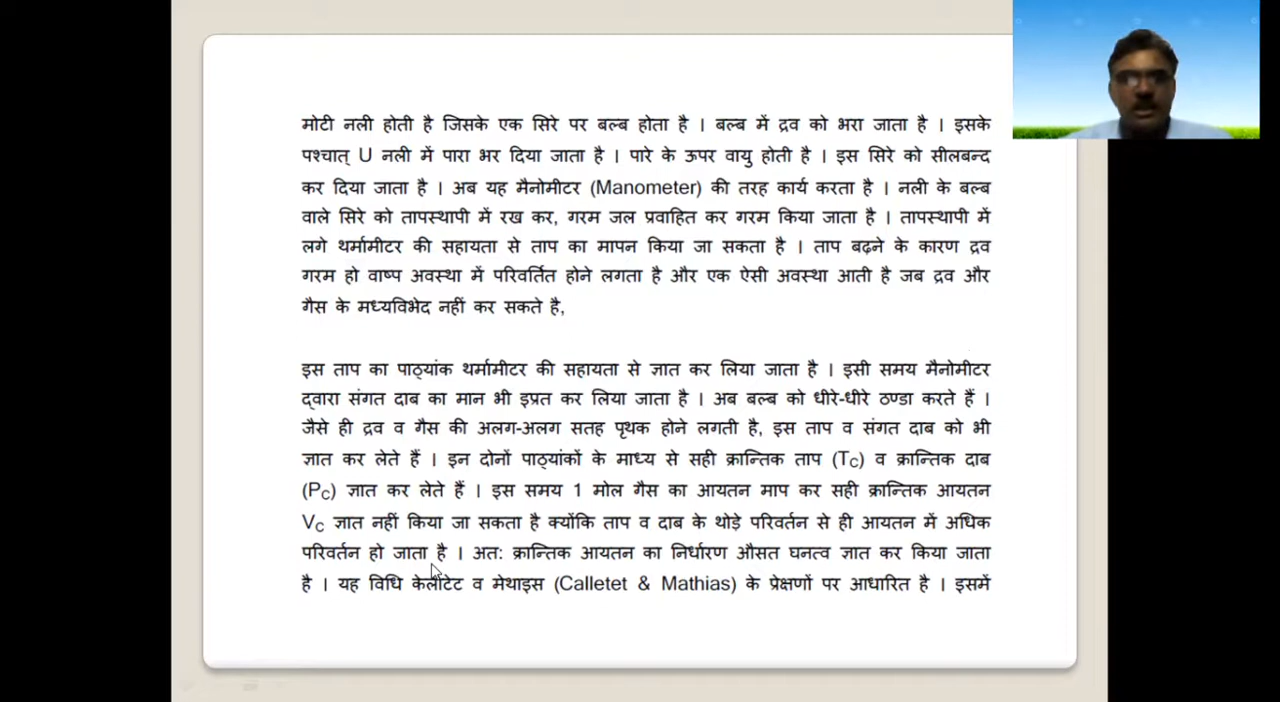 मोटी नली होती है जिसके एक सिरे पर बल्ब होता है । बल्ब में द्रव को भरा जाता है । इसके
पश्चात् U नली में पारा भर दिया जाता है । पारे के ऊपर वायु होती है । इस सिरे को सीलबन्द
कर दिया जाता है । अब यह मैनोमीटर (Manometer) की तरह कार्य करता है । नली के बल्ब
वाले सिरे को तापस्थापी में रख कर, गरम जल प्रवाहित कर गरम किया जाता है । तापस्थापी में
लगे थर्मामीटर की सहायता से ताप का मापन किया जा सकता है । ताप बढ़ने के कारण द्रव
गरम हो वाष्प अवस्था में परिवर्तित होने लगता है और एक ऐसी अवस्था आती है जब द्रव और
गैस के मध्यविभेद नहीं कर सकते है,
इस ताप का पाठ्यांक थर्मामीटर की सहायता से ज्ञात कर लिया जाता है । इसी समय मैनोमीटर
द्वारा संगत दाब का मान भी इप्रत कर लिया जाता है । अब बल्ब को धीरे-धीरे ठण्डा करते हैं ।
जैसे ही द्रव व गैस की अलग-अलग सतह पृथक होने लगती है, इस ताप व संगत दाब को भी
ज्ञात कर लेते हैं । इन दोनों पाठ्यांकों के माध्य से सही क्रान्तिक ताप (TC) व क्रान्तिक दाब
(PC) ज्ञात कर लेते हैं । इस समय 1 मोल गैस का आयतन माप कर सही क्रान्तिक आयतन
VC ज्ञात नहीं किया जा सकता है क्योंकि ताप व दाब के थोड़े परिवर्तन से ही आयतन में अधिक
परिवर्तन हो जाता है । अत: क्रान्तिक आयतन का निर्धारण औसत घनत्व ज्ञात कर किया जाता
है । यह विधि केलीटेट व मेथाइस (Calletet & Mathias) के प्रेक्षणों पर आधारित है । इसमें